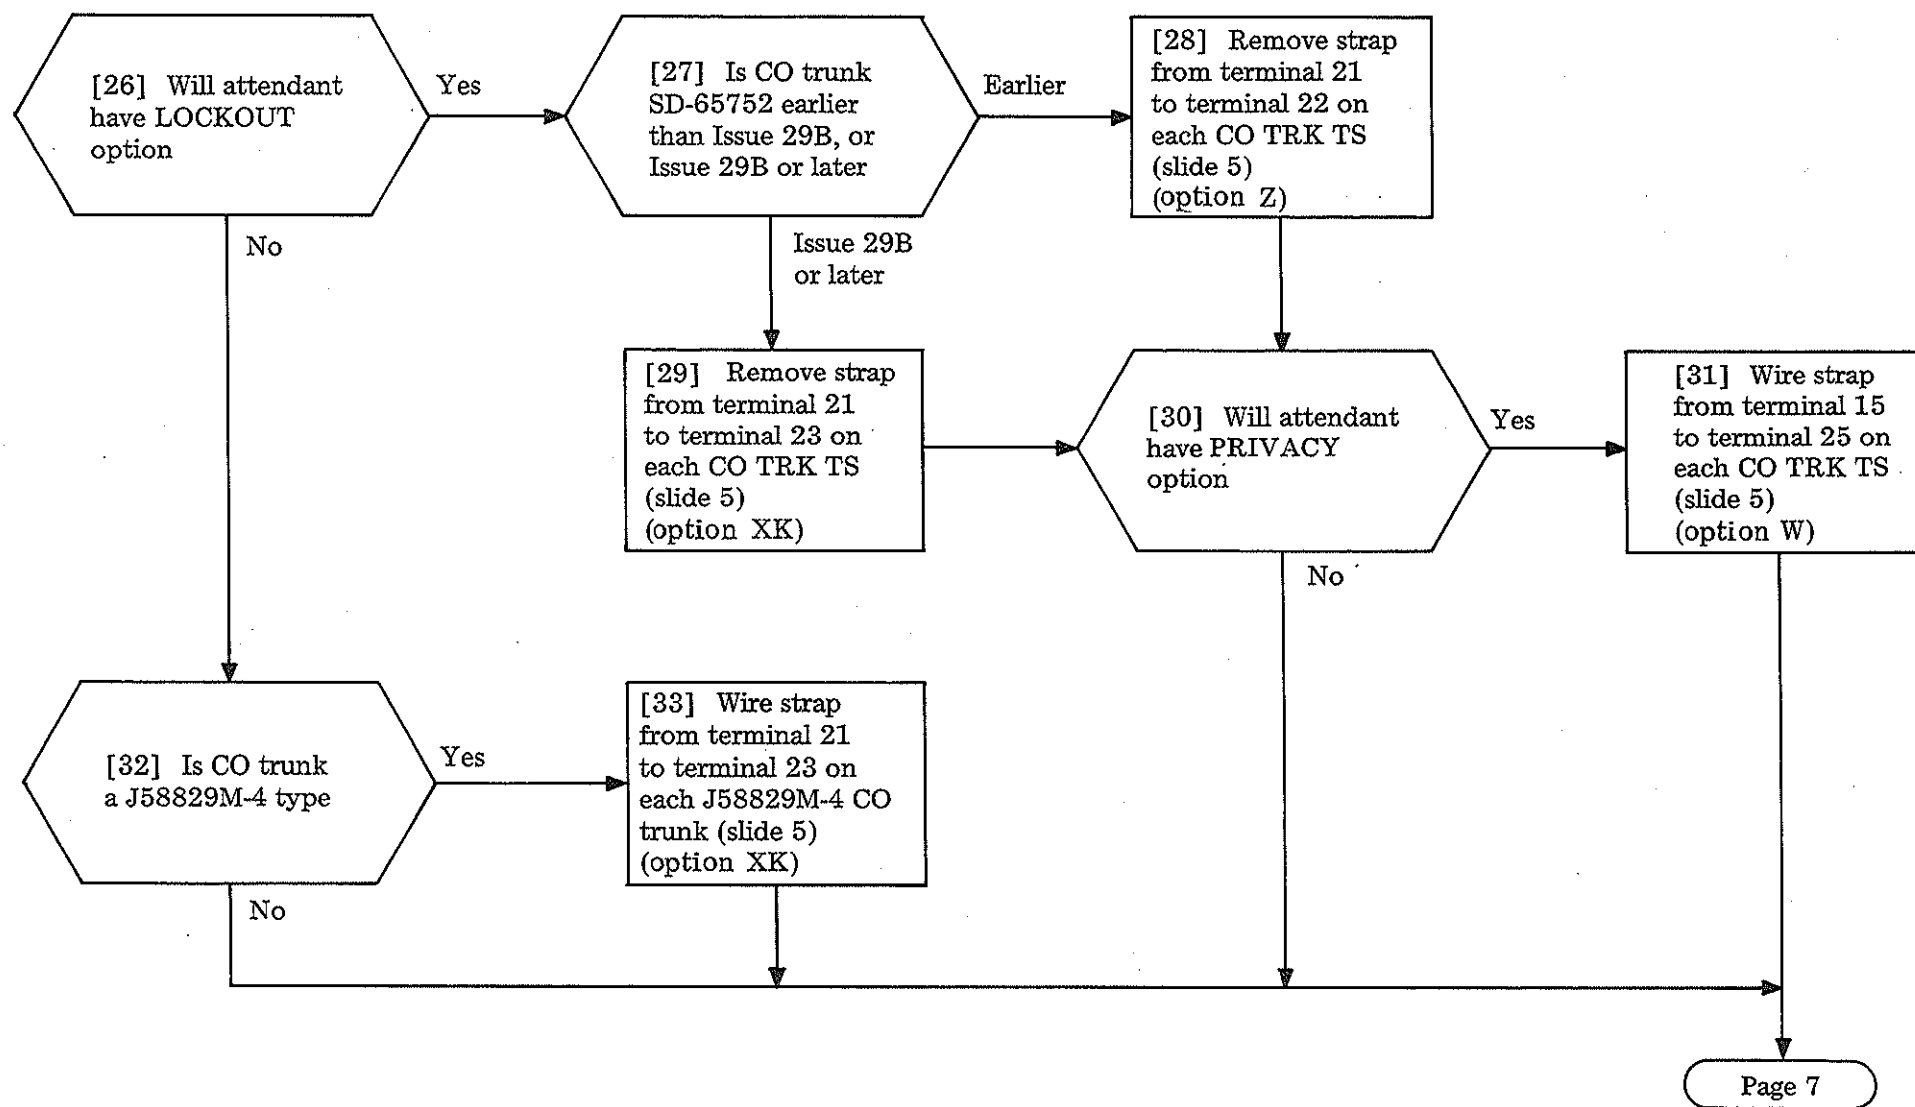 [26] Will attendant
have LOCKOUT
option
Yes
[27] Is CO trunk
SD-65752 earlier
than Issue 29B, or
Issue 29B or later
Earlier
[28] Remove strap
from terminal 21
to terminal 22 on
each CO TRK TS
(slide 5)
(option Z)
No
Issue 29B
or later
[29] Remove strap
from terminal 21
to terminal 23 on
each CO TRK TS
(slide 5)
(option XK)
[30] Will attendant
have PRIVACY
option
Yes
[31] Wire strap
from terminal 15
to terminal 25 on
each CO TRK TS
(slide 5)
(option W)
No
[32] Is CO trunk
a J58829M-4 type
Yes
[33] Wire strap
from terminal 21
to terminal 23 on
each J58829M-4 CO
trunk (slide 5)
(option XK)
No
Page 7